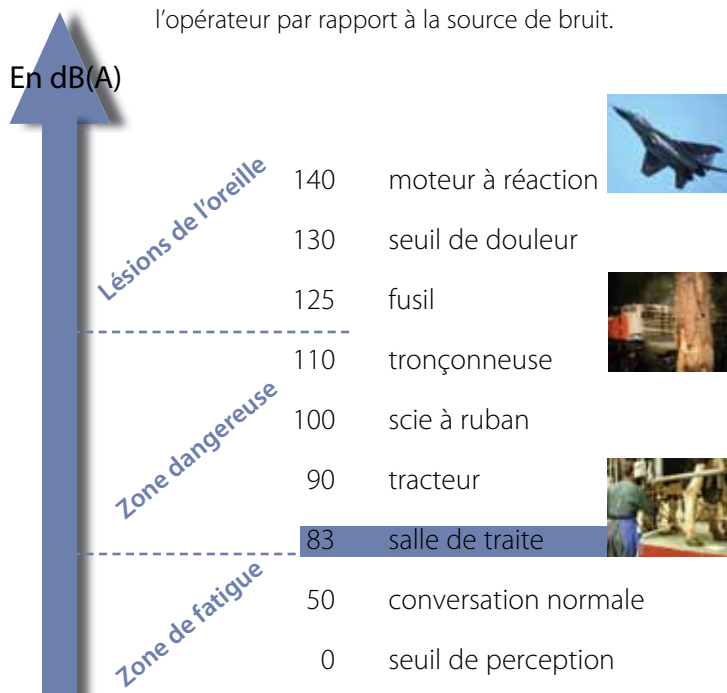 l'opérateur par rapport à la source de bruit.
En dB(A)
Lésions de l'oreille
140 moteur à réaction
130 seuil de douleur
125 fusil
Zone dangereuse
110 tronçonneuse
100 scie à ruban
90 tracteur
83 salle de traite
Zone de fatigue
50 conversation normale
0 seuil de perception